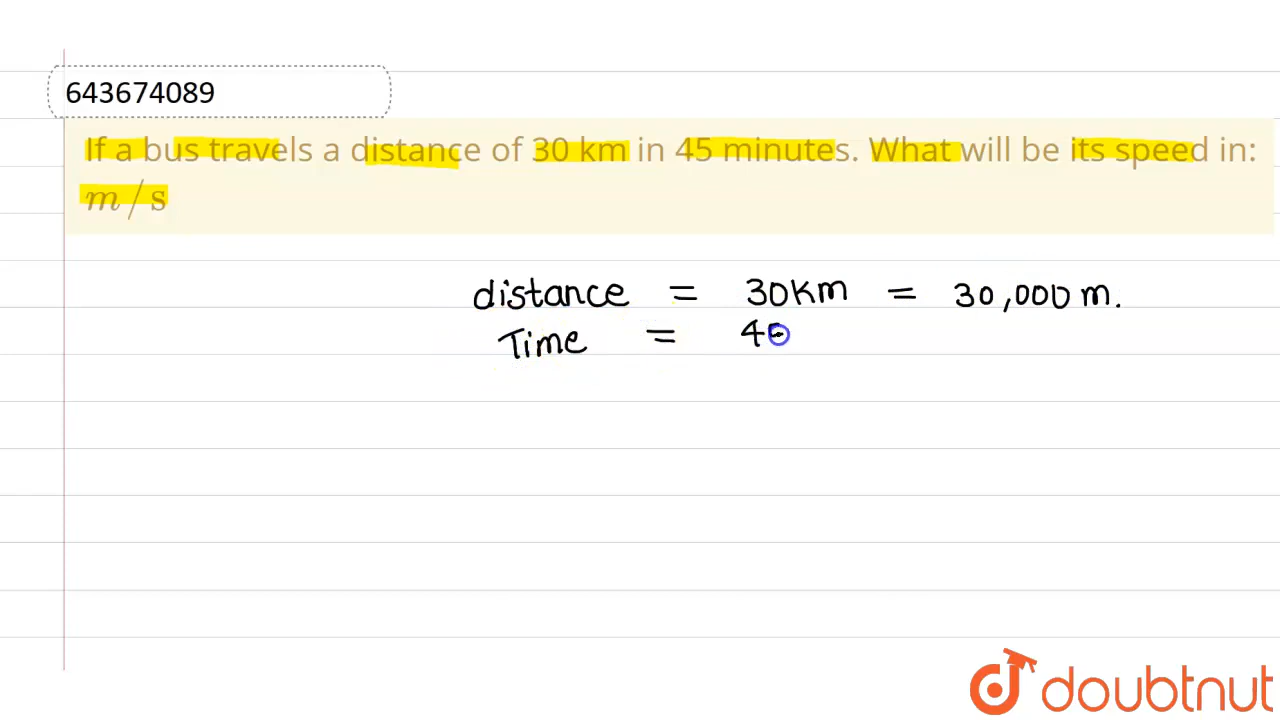 643674089
If a bus travels a distance of 30 km in 45 minutes. What will be its speed in:
m/s
distance = 30km = 30,000 m.
Time =
doubtnut